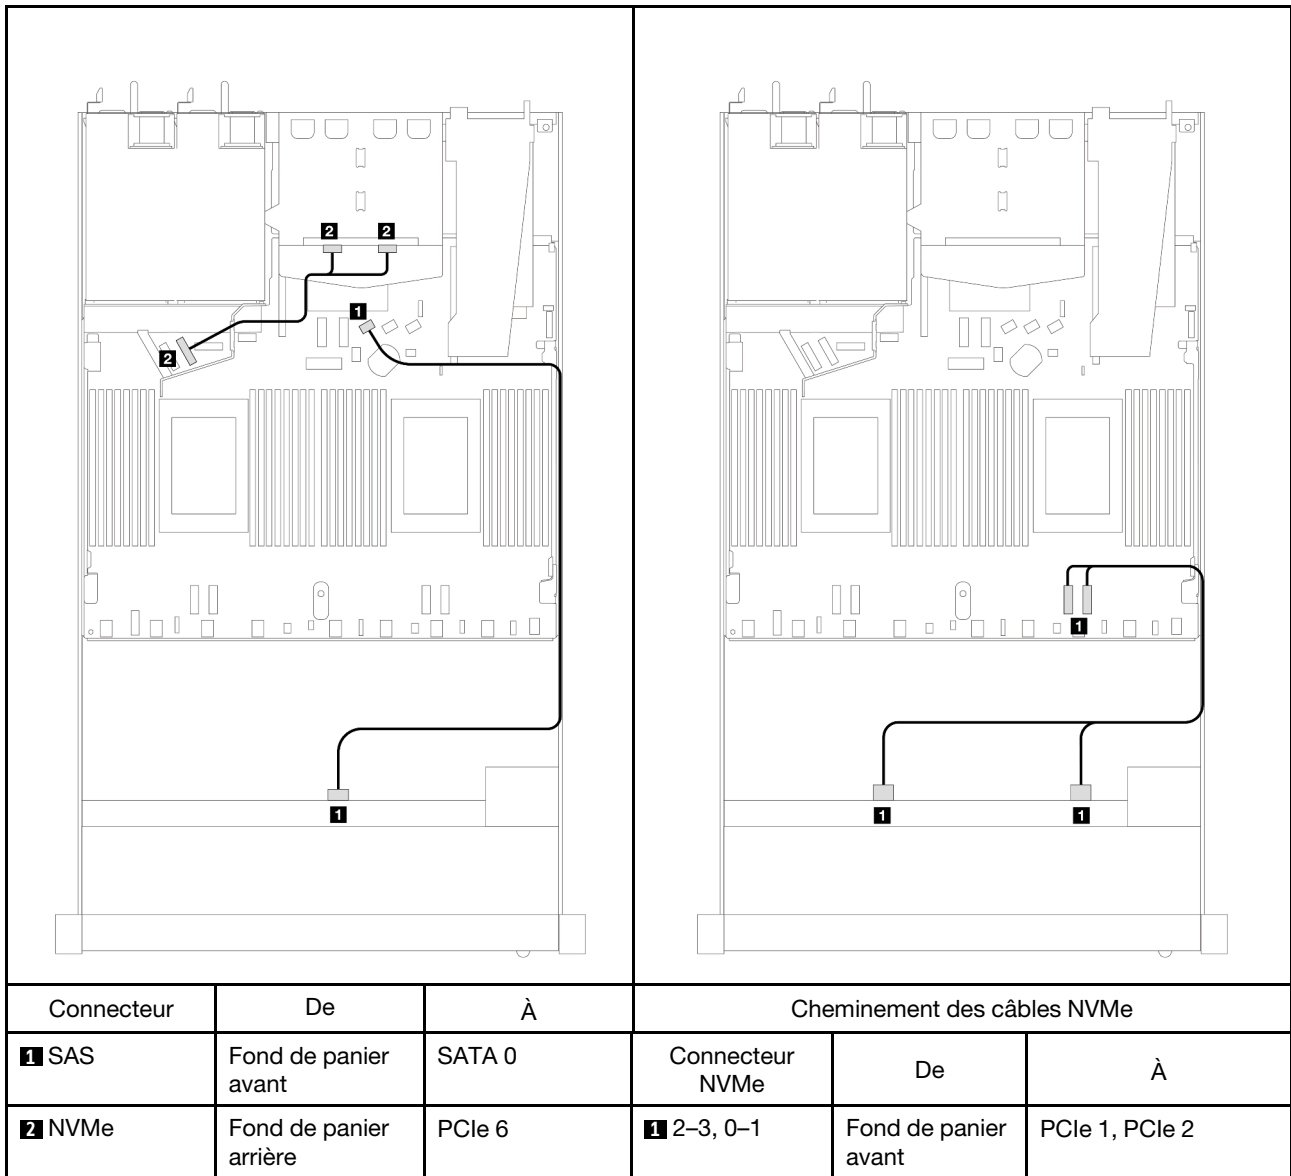 2 2
1
2
1
1
1 1
Connecteur De À Cheminement des câbles NVMe
1 SAS Fond de panier avant SATA 0 Connecteur NVMe De À
2 NVMe Fond de panier arrière PCIe 6 1 2–3, 0–1 Fond de panier avant PCIe 1, PCIe 2